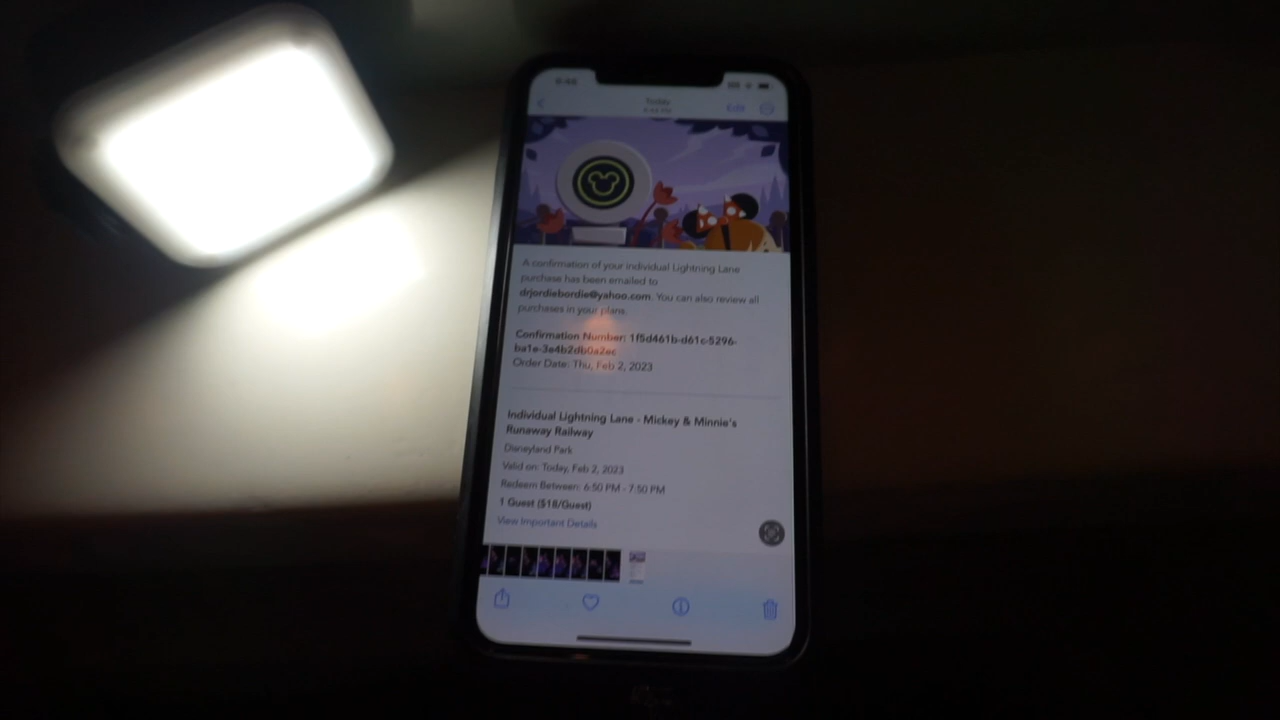 Today
Edit
A confirmation of your individual Lightning Lane
purchase has been emailed to
drjordiebordie@yahoo.com. You can also review all
purchases in your plans.
Confirmation Number: 1f5d461b-d61c-5296-
ba1e-3a4b2db0a2ec
Order Date: Thu, Feb 2, 2023
Individual Lightning Lane - Mickey & Minnie's
Runaway Railway
Disneyland Park
Valid on: Today, Feb 2, 2023
Redeem Between: 6:50 PM - 7:50 PM
1 Guest ($18/Guest)
View Important Details